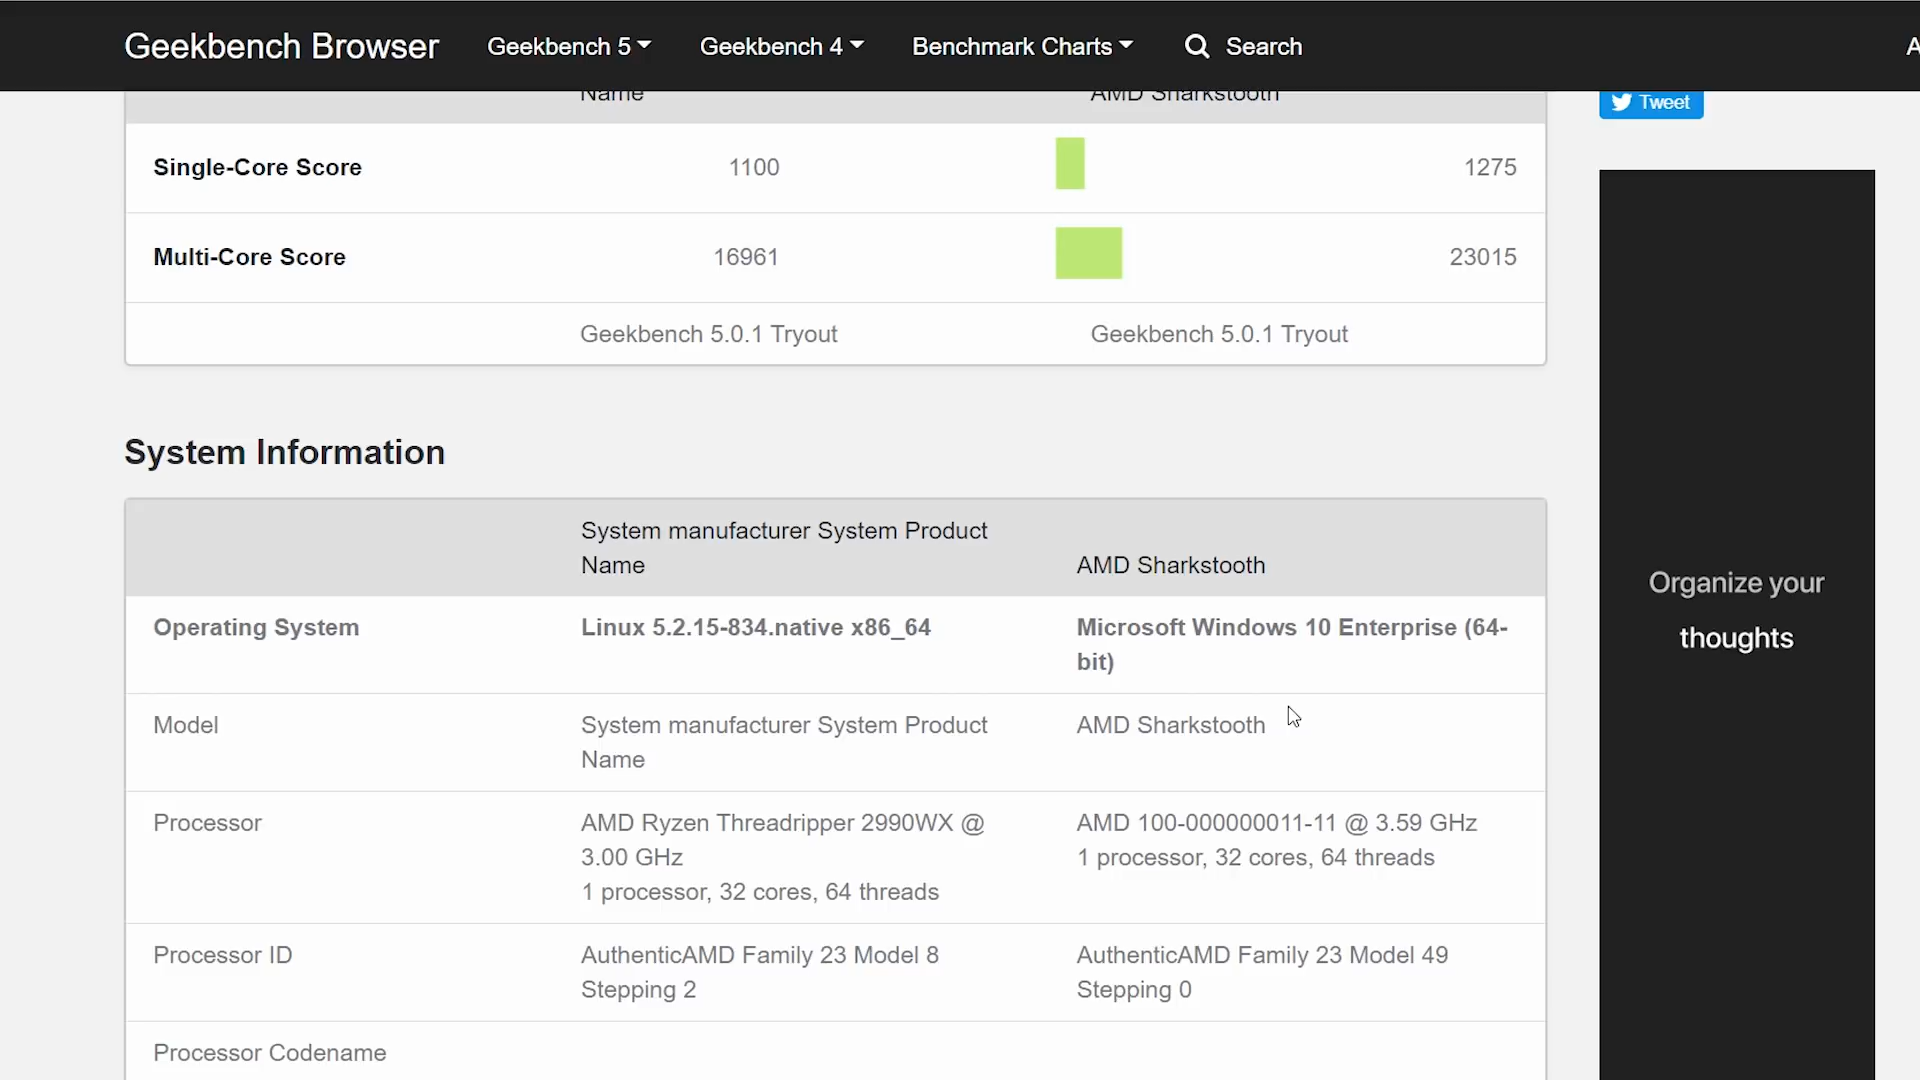 Geekbench Browser Geekbench 5 Geekbench 4 Benchmark Charts Search A
Name AMD Sharkstooth
Tweet
Single-Core Score 1100 1275
Multi-Core Score 16961 23015
Geekbench 5.0.1 Tryout Geekbench 5.0.1 Tryout
System Information
System manufacturer System Product
Name AMD Sharkstooth
Operating System Linux 5.2.15-834.native x86_64 Microsoft Windows 10 Enterprise (64-
bit)
Model System manufacturer System Product AMD Sharkstooth
Name
Processor AMD Ryzen Threadripper 2990WX @ AMD 100-000000011-11 @ 3.59 GHz
3.00 GHz 1 processor, 32 cores, 64 threads
1 processor, 32 cores, 64 threads
Processor ID AuthenticAMD Family 23 Model 8 AuthenticAMD Family 23 Model 49
Stepping 2 Stepping 0
Processor Codename
Organize your
thoughts